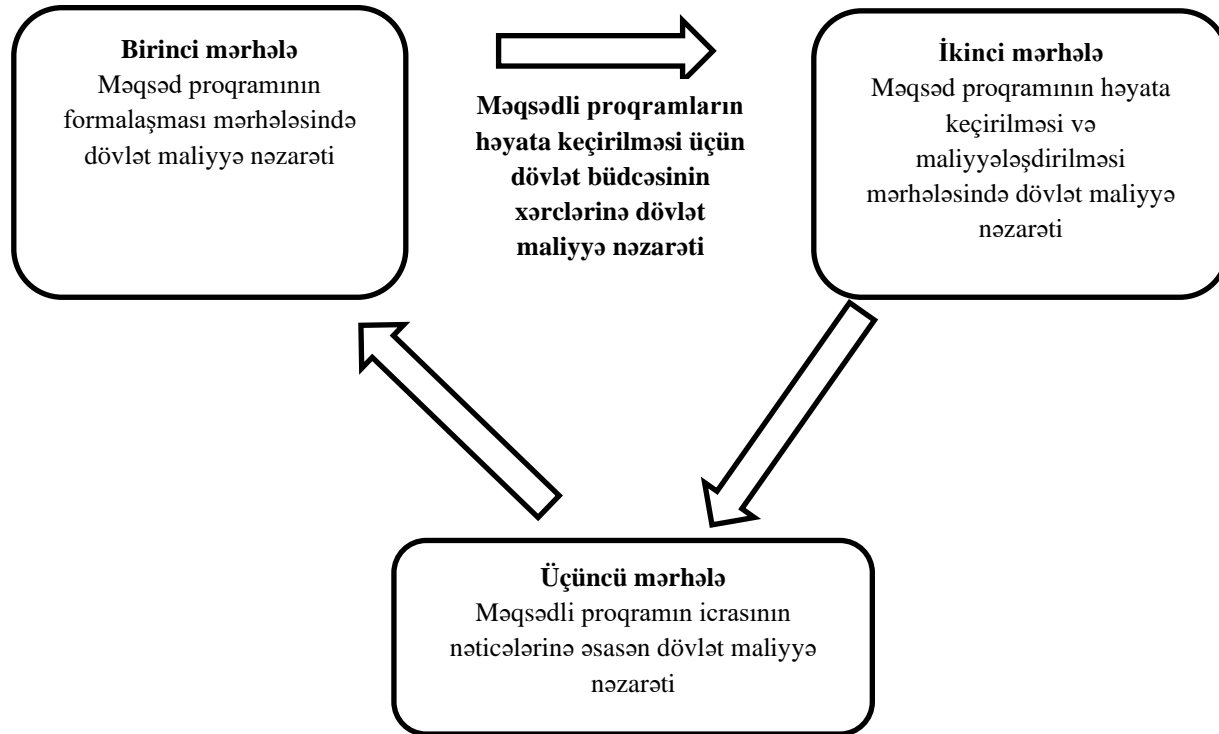 Birinci mərhələ
Məqsəd proqramının
formalaşması mərhələsində
dövlət maliyyə nəzarəti
Məqsədli proqramların
həyata keçirilməsi üçün
dövlət büdcəsinin
xərclərinə dövlət
maliyyə nəzarəti
İkinci mərhələ
Məqsəd proqramının həyata
keçirilməsi və
maliyyələşdirilməsi
mərhələsində dövlət maliyyə
nəzarəti
Üçüncü mərhələ
Məqsədli proqramın icrasının
nəticələrinə əsasən dövlət maliyyə
nəzarəti